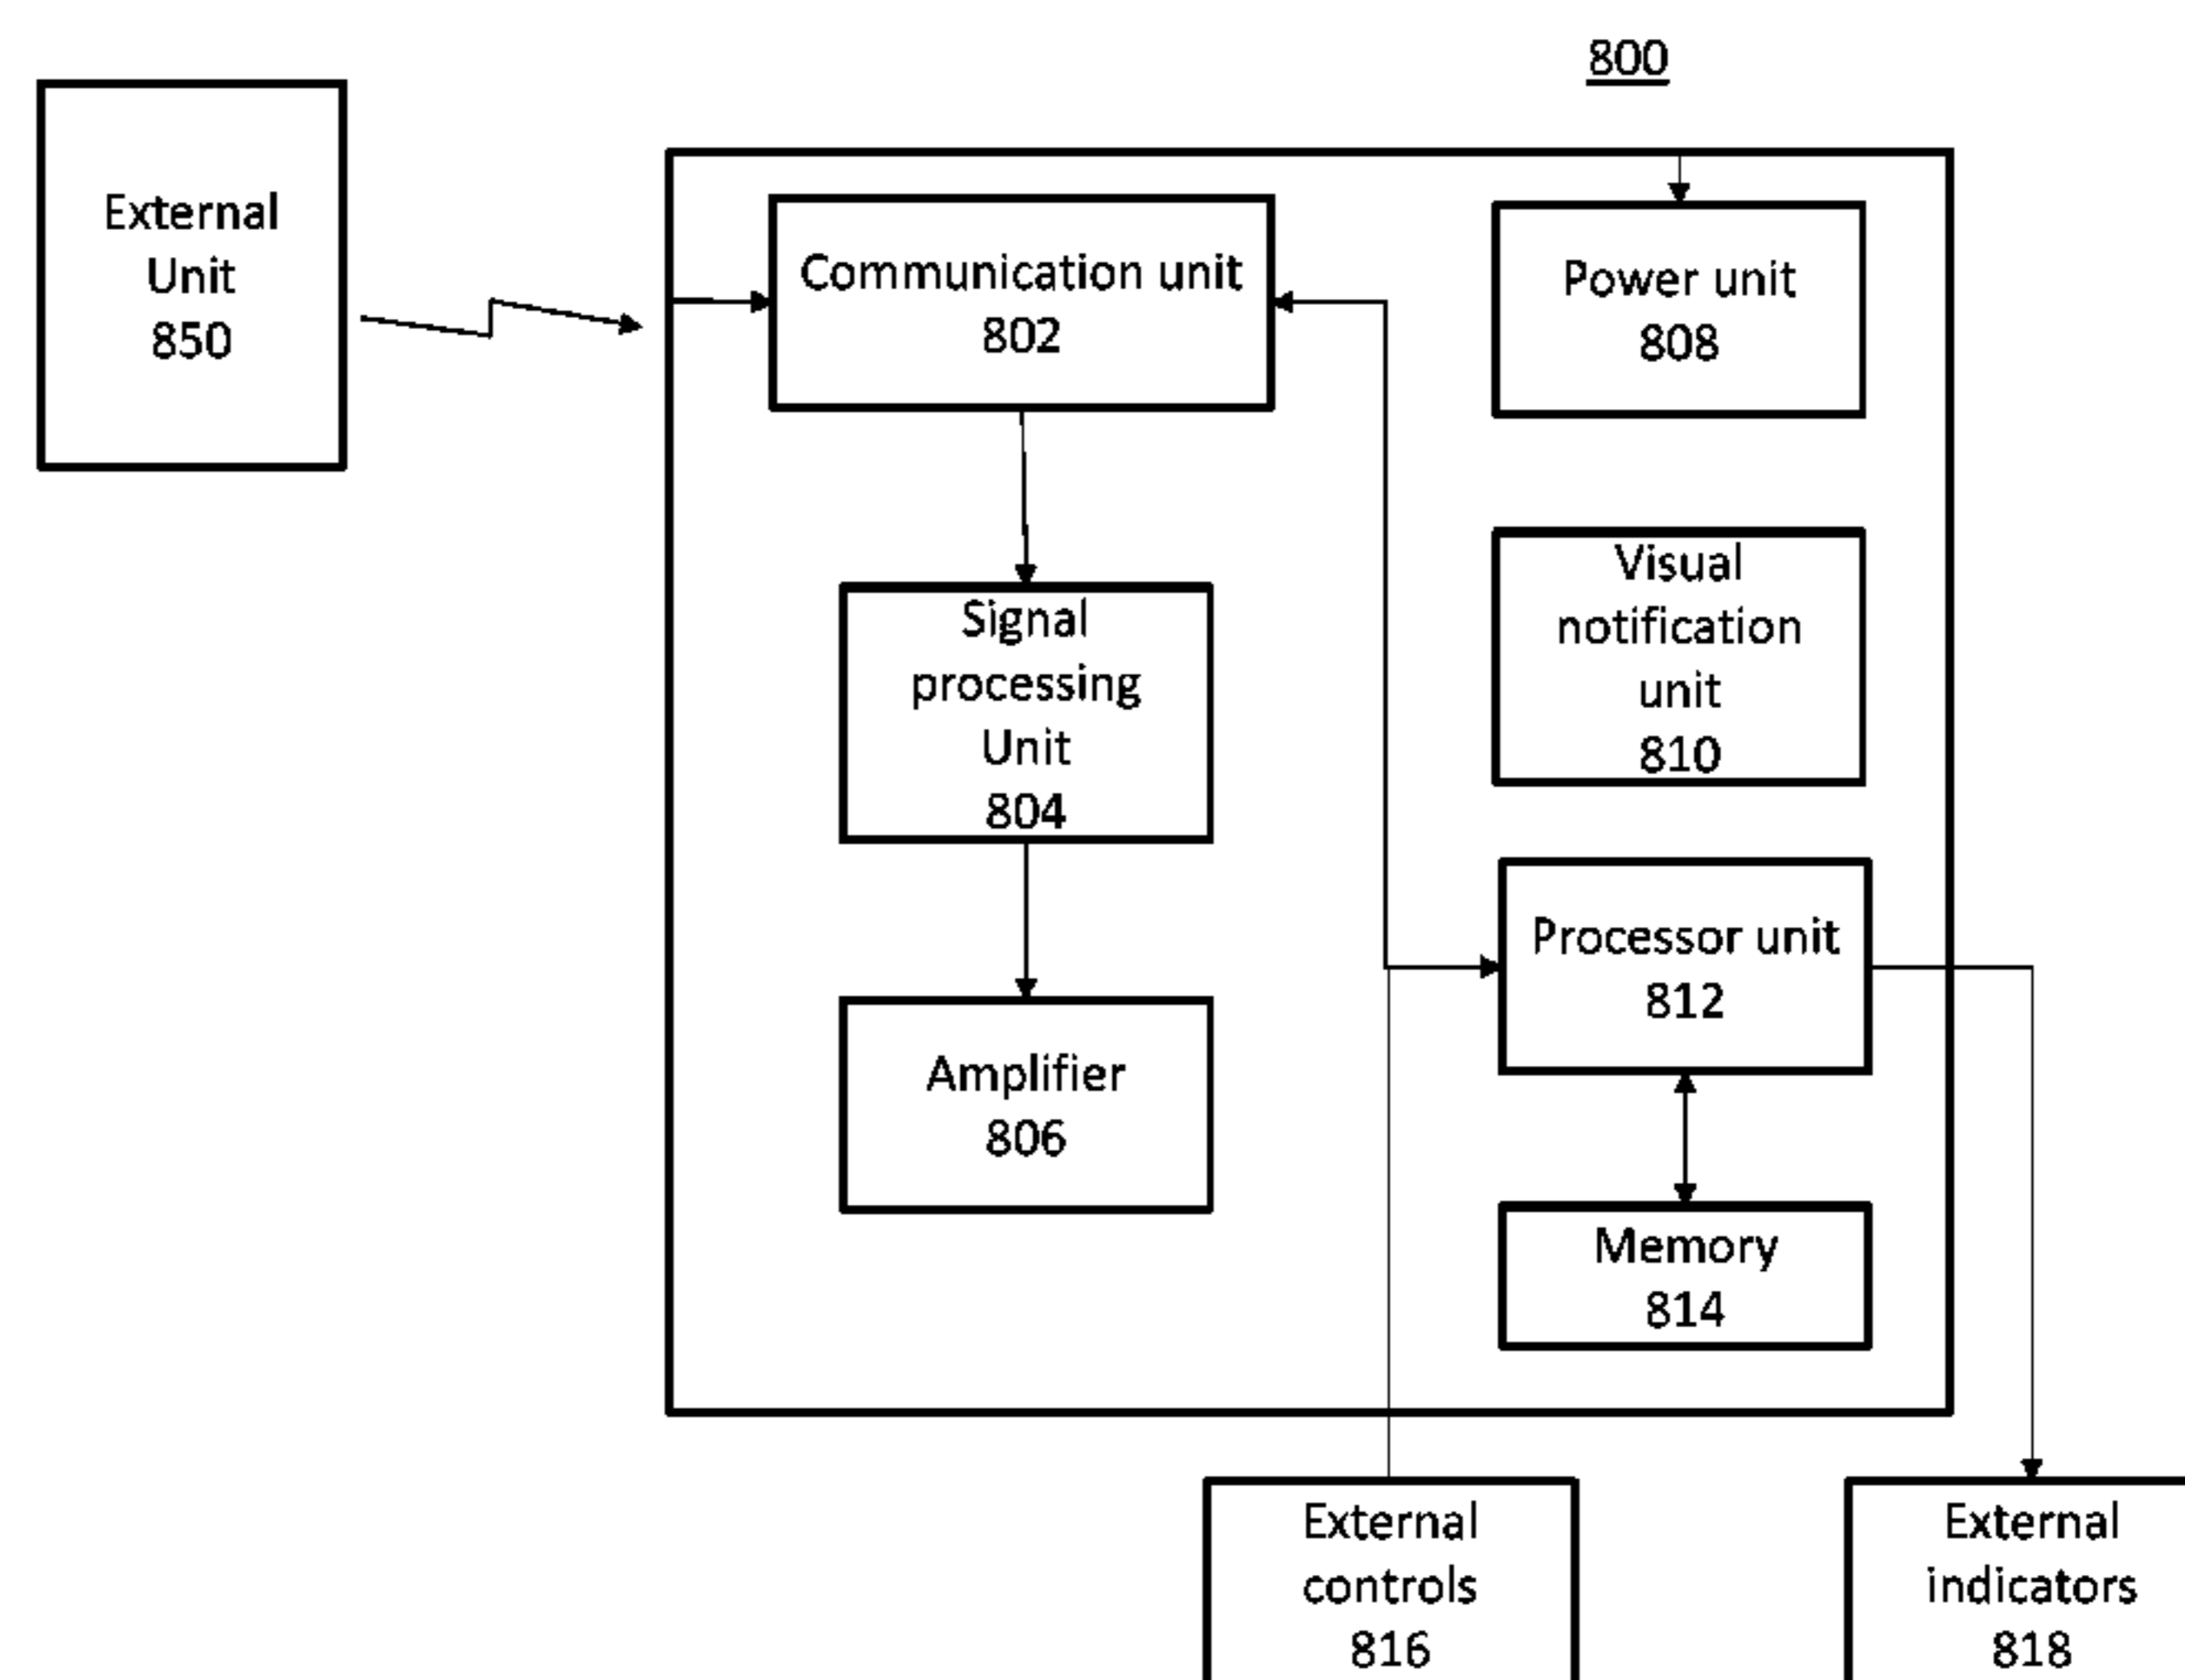 800
External
Unit
850
Communication unit
802
Power unit
808
Signal
processing
Unit
804
Visual
notification
unit
810
Amplifier
806
Processor unit
812
Memory
814
External
controls
816
External
indicators
818